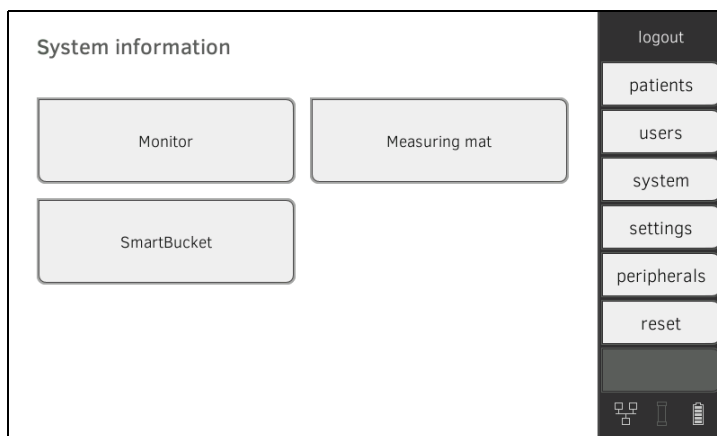 System information
Monitor
Measuring mat
SmartBucket
logout
patients
users
system
settings
peripherals
reset